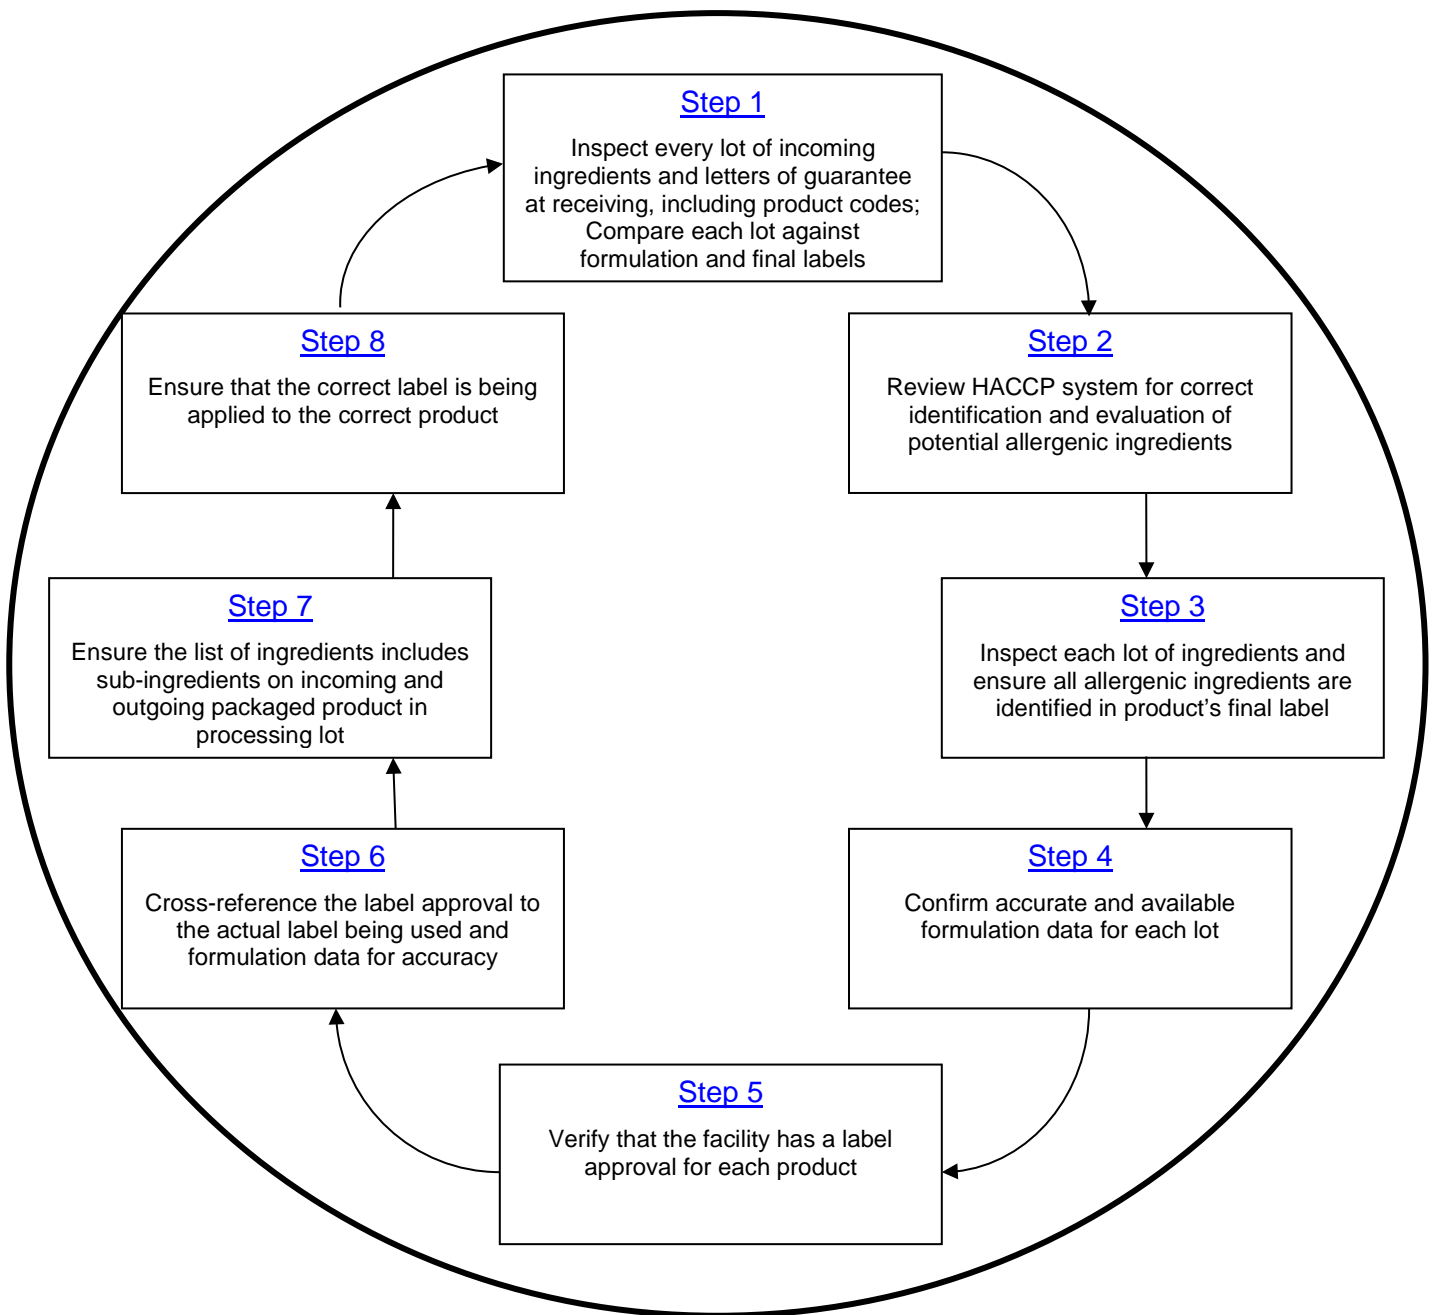 Step 1
Inspect every lot of incoming
ingredients and letters of guarantee
at receiving, including product codes;
Compare each lot against
formulation and final labels
Step 2
Review HACCP system for correct
identification and evaluation of
potential allergenic ingredients
Step 3
Inspect each lot of ingredients and
ensure all allergenic ingredients are
identified in product’s final label
Step 4
Confirm accurate and available
formulation data for each lot
Step 5
Verify that the facility has a label
approval for each product
Step 6
Cross-reference the label approval to
the actual label being used and
formulation data for accuracy
Step 7
Ensure the list of ingredients includes
sub-ingredients on incoming and
outgoing packaged product in
processing lot
Step 8
Ensure that the correct label is being
applied to the correct product